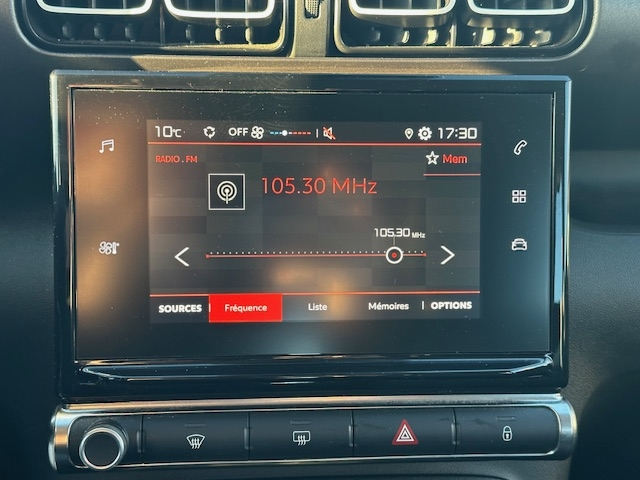 10°C OFF 17:30
RADIO . FM
Mem
105.30 MHz
105.30 MHz
SOURCES Fréquence Liste Mémoires OPTIONS